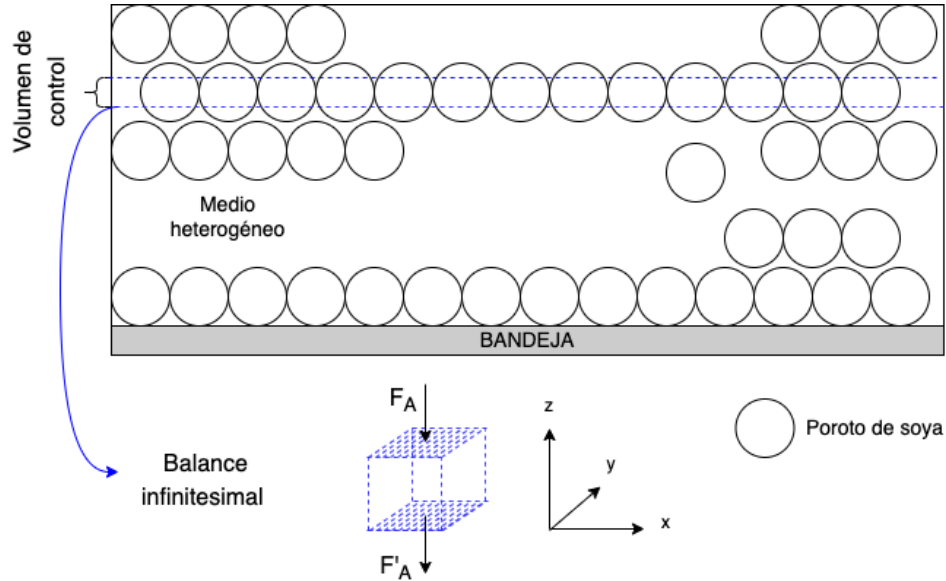 Volumen de
control
Medio
heterogéneo
BANDEJA
Balance
infinitesimal
F_A
F'_A
z
y
x
Poroto de soya